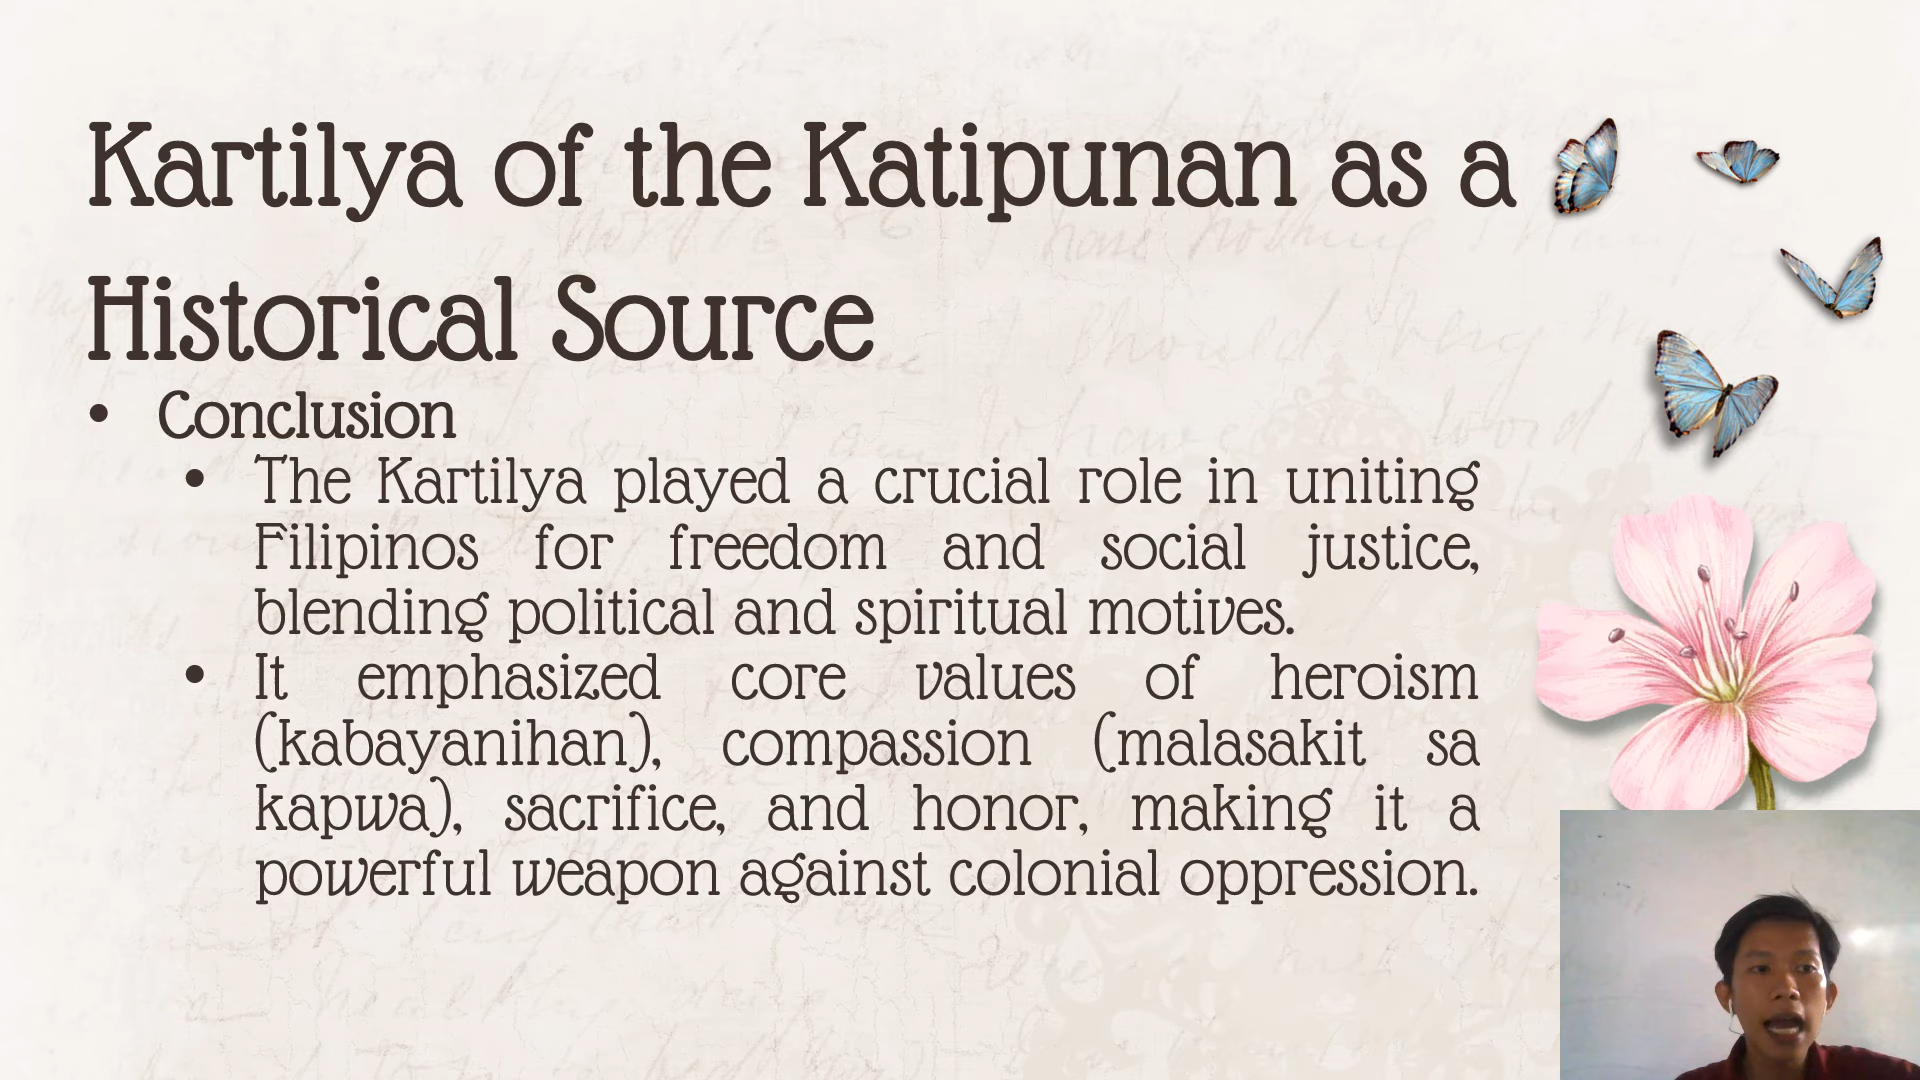 Kartilya of the Katipunan as a
Historical Source
• Conclusion
• The Kartilya played a crucial role in uniting
Filipinos for freedom and social justice,
blending political and spiritual motives.
• It emphasized core values of heroism
(kabayanihan), compassion (malasakit sa
kapwa), sacrifice, and honor, making it a
powerful weapon against colonial oppression.